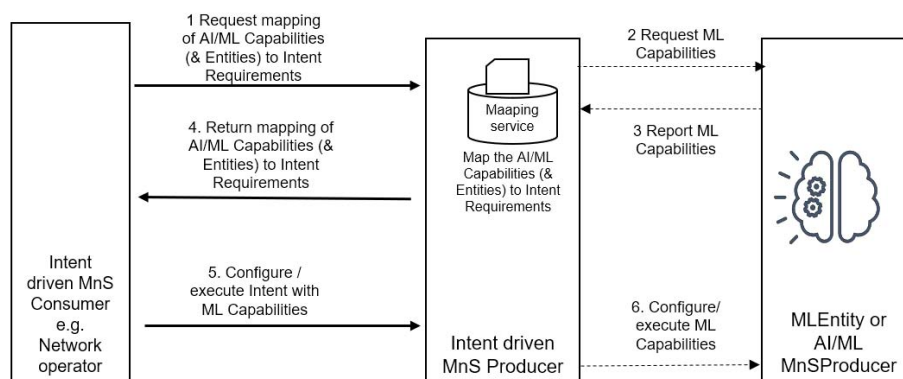 1 Request mapping
of AI/ML Capabilities
(& Entities) to Intent
Requirements
4. Return mapping of
AI/ML Capabilities (&
Entities) to Intent
Requirements
5. Configure /
execute Intent with
ML Capabilities
Intent
driven MnS
Consumer
e.g.
Network
operator
Maaping
service
Map the AI/ML
Capabilities (&
Entities) to Intent
Requirements
Intent driven
MnS Producer
2 Request ML
Capabilities
3 Report ML
Capabilities
6. Configure/
execute ML
Capabilities
MLEntity or
AI/ML
MnSProducer